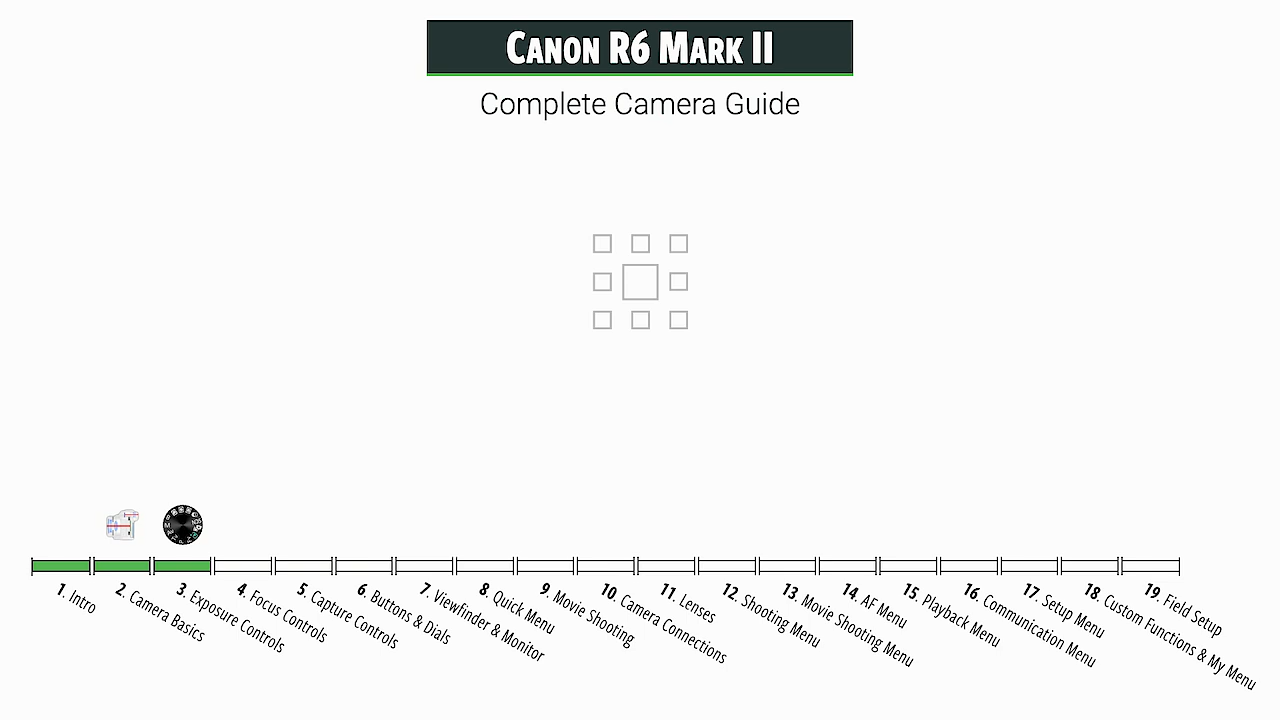 CANON R6 MARK II
Complete Camera Guide
1. Intro
2. Camera Basics
3. Exposure Controls
4. Focus Controls
5. Capture Controls
6. Buttons & Dials
7. Viewfinder & Monitor
8. Quick Menu
9. Movie Shooting
10. Camera Connections
11. Lenses
12. Shooting Menu
13. Movie Shooting Menu
14. AF Menu
15. Playback Menu
16. Communication Menu
17. Setup Menu
18. Custom Functions & My Menu
19. Field Setup